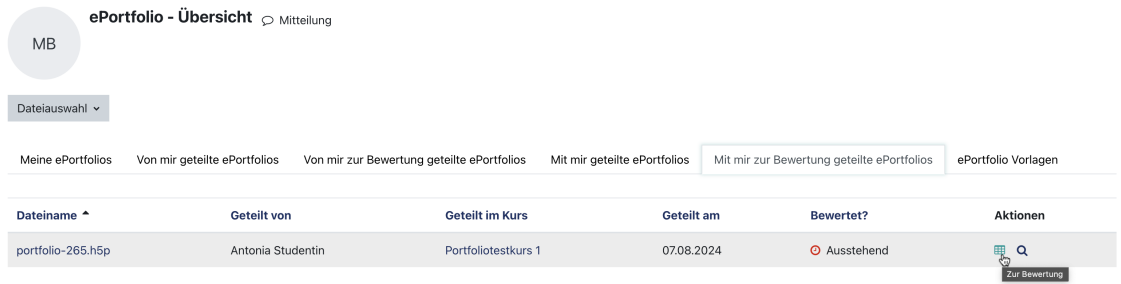 ePortfolio - Übersicht Mitteilung
MB
Dateiauswahl
Meine ePortfolios Von mir geteilte ePortfolios Von mir zur Bewertung geteilte ePortfolios Mit mir geteilte ePortfolios Mit mir zur Bewertung geteilte ePortfolios ePortfolio Vorlagen
Dateiname Geteilt von Geteilt im Kurs Geteilt am Bewertet? Aktionen
portfolio-265.h5p Antonia Studentin Portfoliotestkurs 1 07.08.2024 Ausstehend
Zur Bewertung